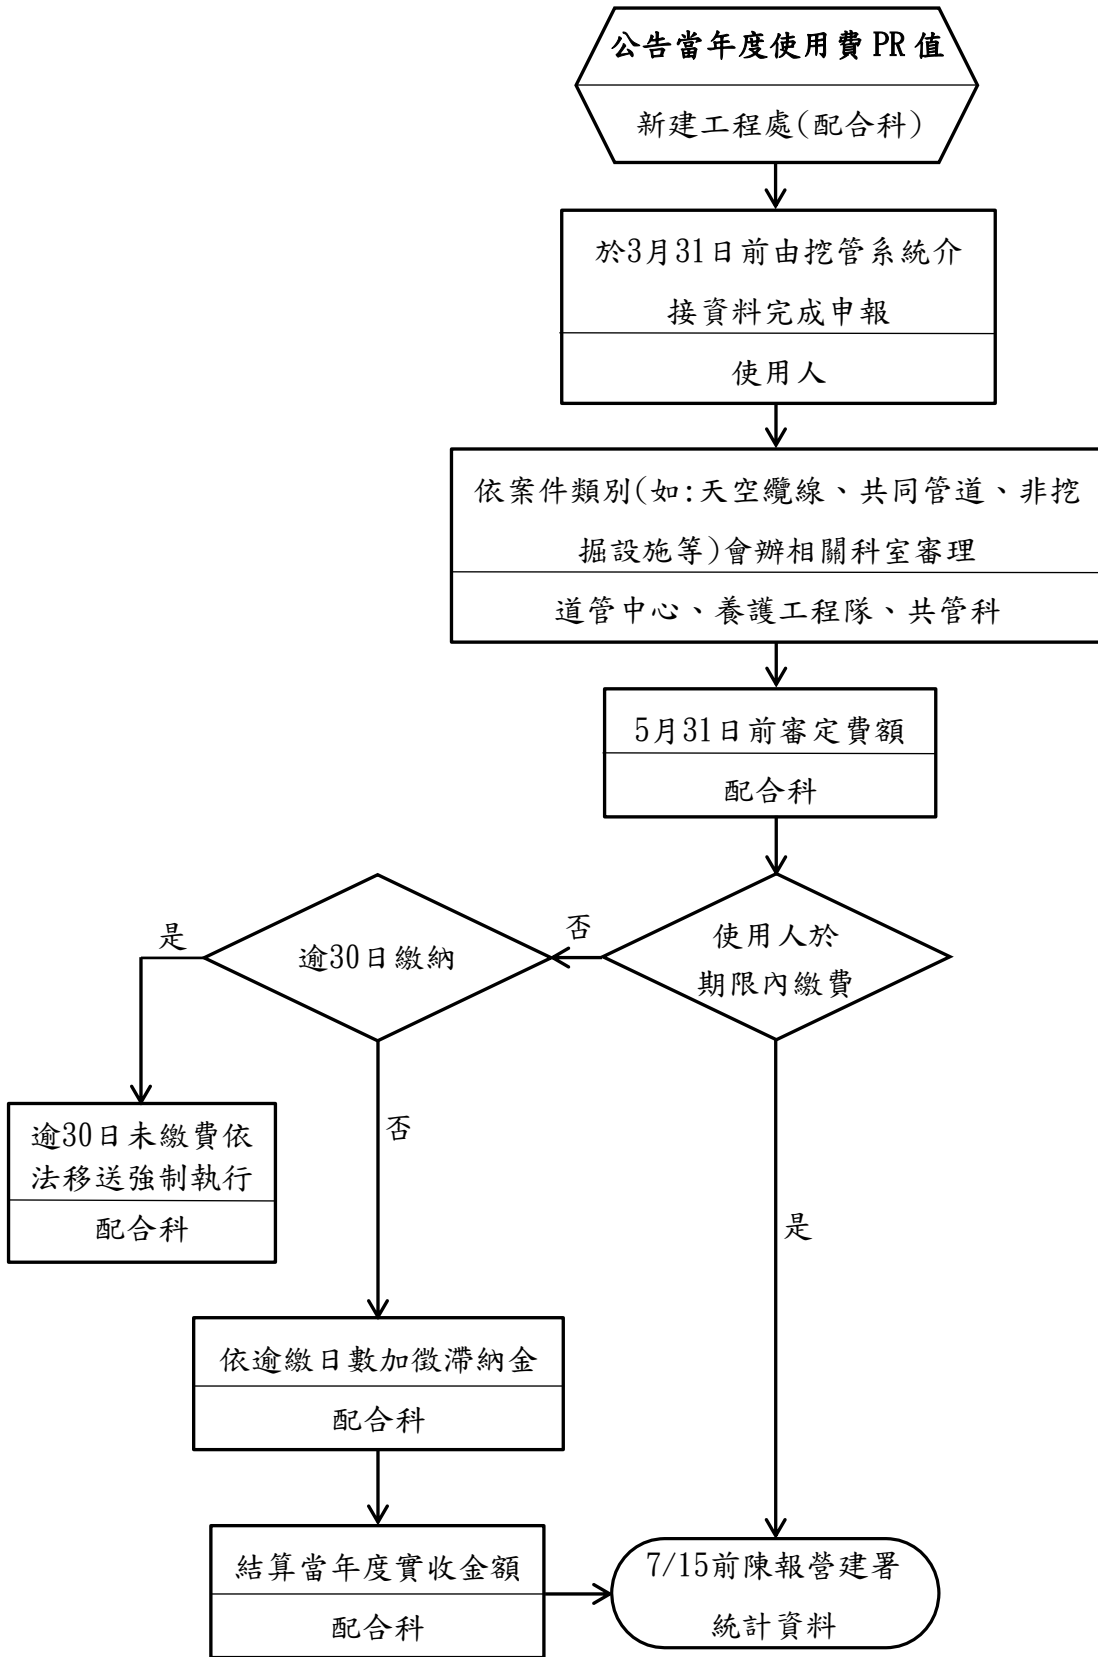 公告當年度使用費 PR 值
新建工程處(配合科)
於3月31日前由挖管系統介
接資料完成申報
使用人
依案件類別(如:天空纜線、共同管道、非挖
掘設施等)會辦相關科室審理
道管中心、養護工程隊、共管科
5月31日前審定費額
配合科
使用人於
期限內繳費
否
逾30日繳納
是
逾30日未繳費依
法移送強制執行
配合科
否
是
依逾繳日數加徵滯納金
配合科
結算當年度實收金額
配合科
7/15前陳報營建署
統計資料